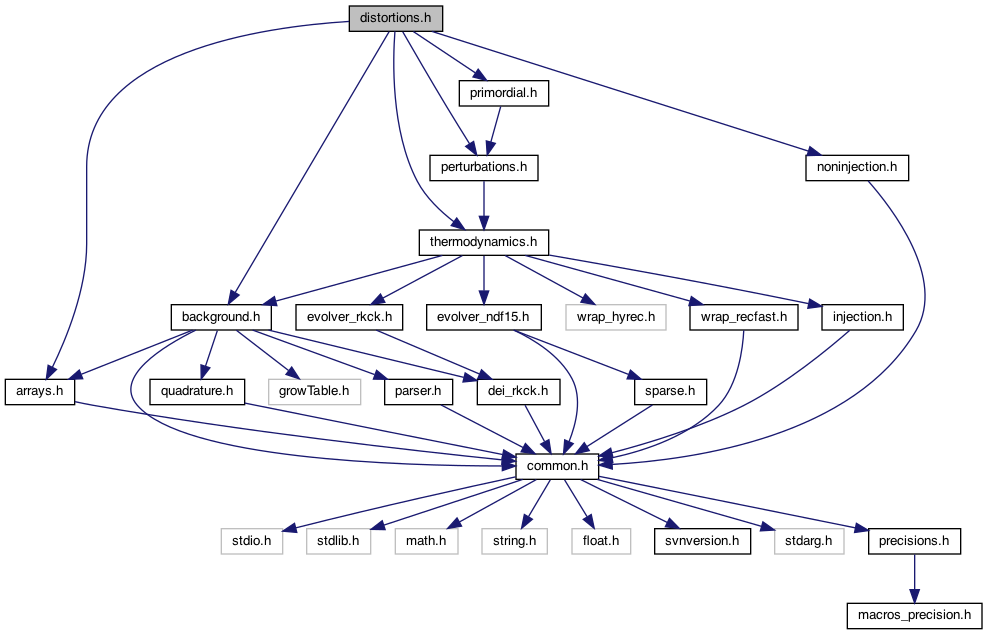 distortions.h
primordial.h
perturbations.h
noninjection.h
thermodynamics.h
background.h
evolver_rkck.h
evolver_ndf15.h
wrap_hyrec.h
wrap_recfast.h
injection.h
arrays.h
quadrature.h
growTable.h
parser.h
dei_rkck.h
sparse.h
common.h
stdio.h
stdlib.h
math.h
string.h
float.h
svnversion.h
stdarg.h
precisions.h
macros_precision.h